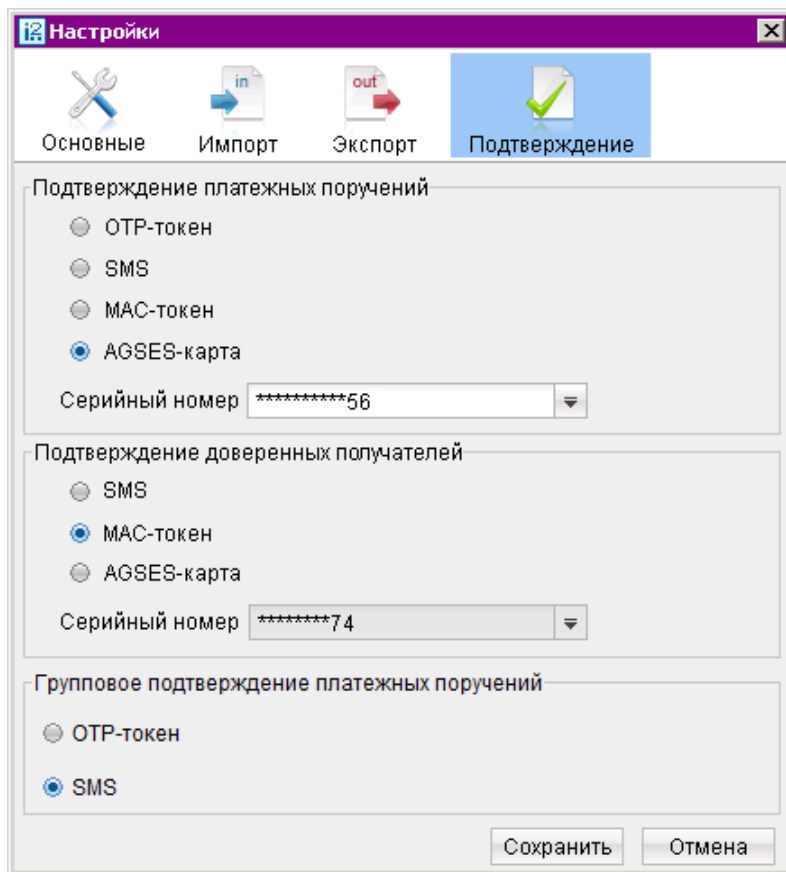 i2 Настройки
in
out
Основные Импорт Экспорт Подтверждение
Подтверждение платежных поручений
OTP-токен
SMS
MAC-токен
AGSES-карта
Серийный номер **********56
Подтверждение доверенных получателей
SMS
MAC-токен
AGSES-карта
Серийный номер ********74
Групповое подтверждение платежных поручений
OTP-токен
SMS
Сохранить Отмена